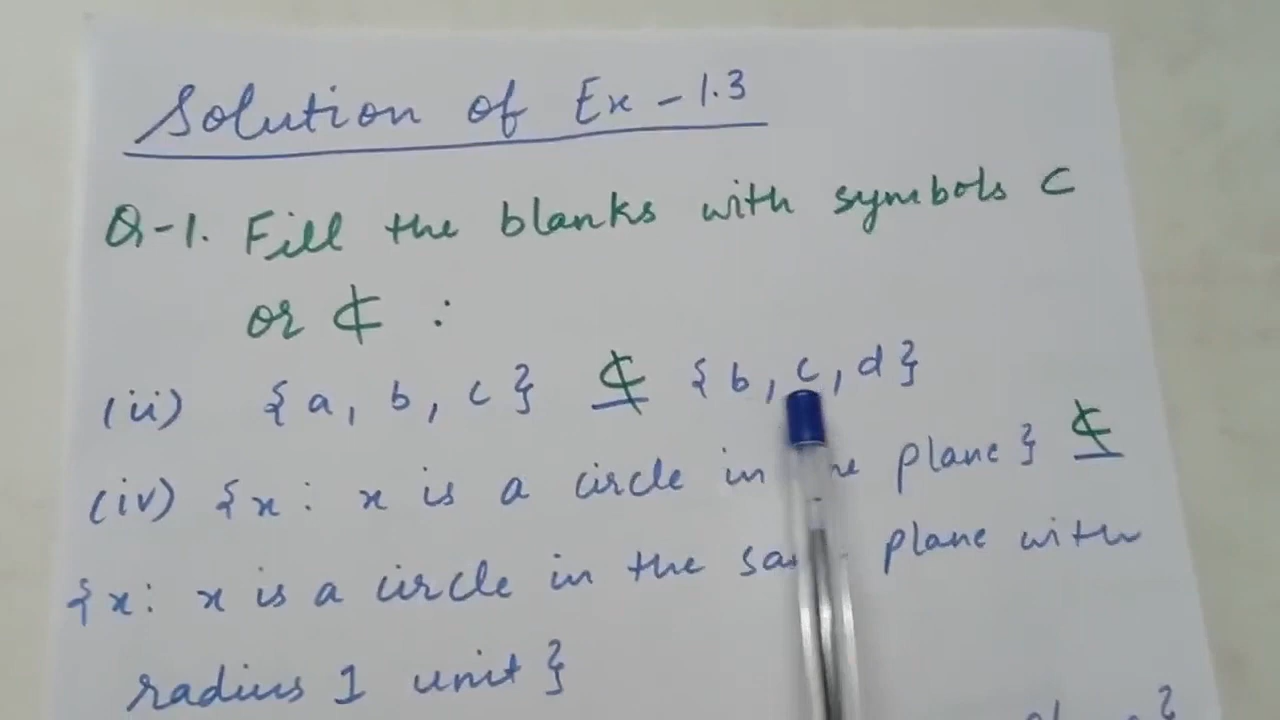 Solution of Ex-1.3
Q-1. Fill the blanks with symbols ⊂
or ⊄ :
(ii) {a, b, c} ⊄ {b, c, d}
(iv) {x: x is a circle in plane} ⊄
{x: x is a circle in the plane with
radius 1 unit}